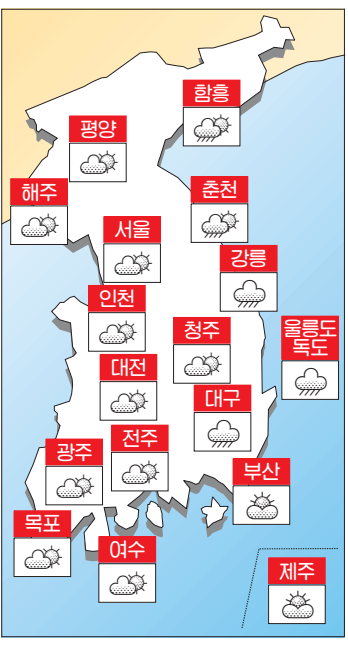 함흥
평양
해주
춘천
서울
강릉
인천
청주
울릉도
독도
대전
대구
전주
광주
부산
목포
여수
제주